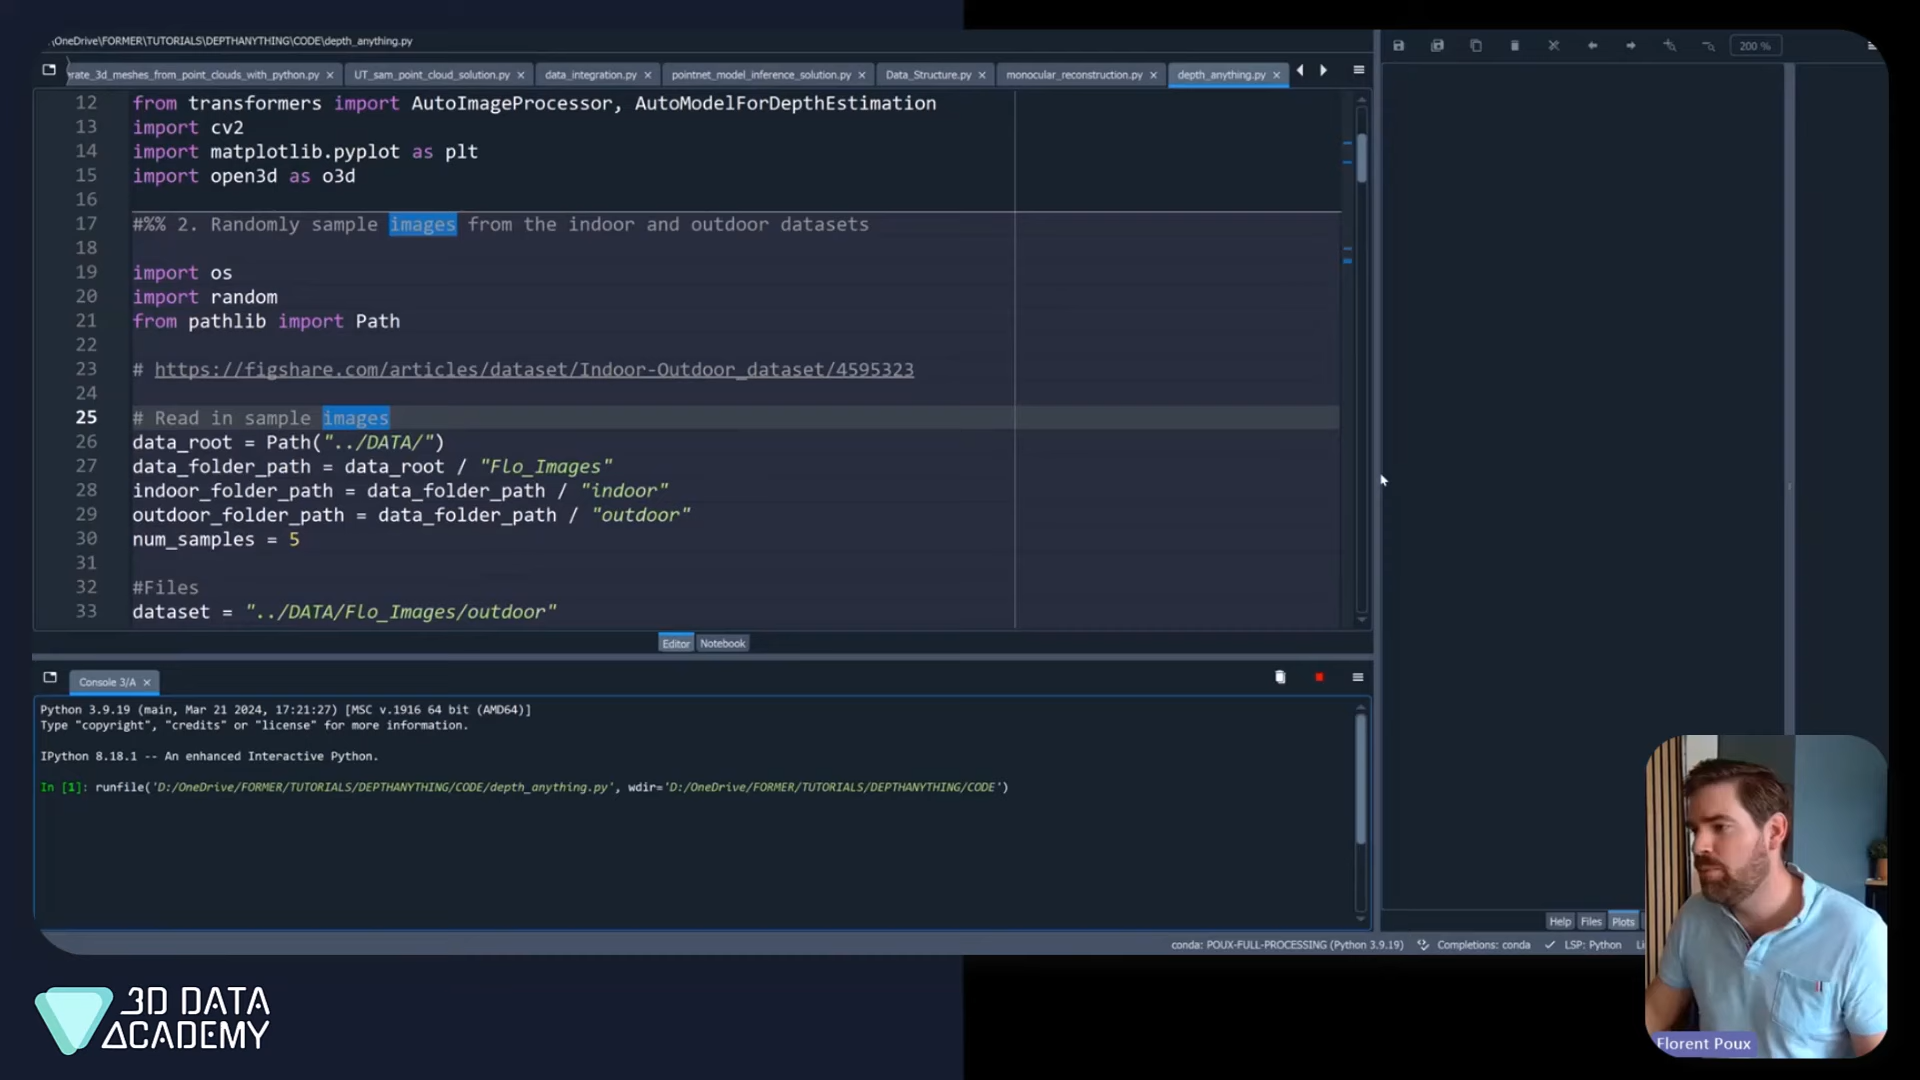 :\OneDrive\FORMER\TUTORIALS\DEPTHANYTHING\CODE\depth_anything.py
rate_3d_meshes_from_point_clouds_with_python.py
UT_sam_point_cloud_solution.py
data_integration.py
pointnet_model_inference_solution.py
Data_Structure.py
monocular_reconstruction.py
depth_anything.py
200 %
12 from transformers import AutoImageProcessor, AutoModelForDepthEstimation
13 import cv2
14 import matplotlib.pyplot as plt
15 import open3d as o3d
16
17 #%% 2. Randomly sample images from the indoor and outdoor datasets
18
19 import os
20 import random
21 from pathlib import Path
22
23 # https://figshare.com/articles/dataset/Indoor-Outdoor_dataset/4595323
24
25 # Read in sample images
26 data_root = Path("../DATA/")
27 data_folder_path = data_root / "Flo_Images"
28 indoor_folder_path = data_folder_path / "indoor"
29 outdoor_folder_path = data_folder_path / "outdoor"
30 num_samples = 5
31
32 #Files
33 dataset = "../DATA/Flo_Images/outdoor"
Editor Notebook
Console 3/A
Python 3.9.19 (main, Mar 21 2024, 17:21:27) [MSC v.1916 64 bit (AMD64)]
Type "copyright", "credits" or "license" for more information.
IPython 8.18.1 -- An enhanced Interactive Python.
In [1]: runfile('D:/OneDrive/FORMER/TUTORIALS/DEPTHANYTHING/CODE/depth_anything.py', wdir='D:/OneDrive/FORMER/TUTORIALS/DEPTHANYTHING/CODE')
Help Files Plots
conda: POUX-FULL-PROCESSING (Python 3.9.19) Completions: conda LSP: Python Li
3D DATA
ACADEMY
Florent Poux